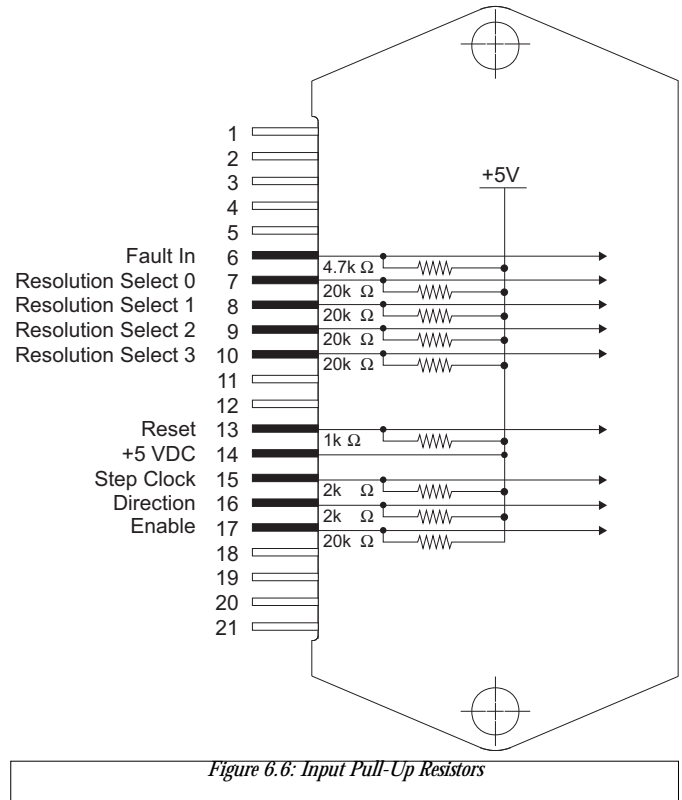 1
2
3
4
5
+5V
Fault In 6
4.7k Ω
Resolution Select 0 7
20k Ω
Resolution Select 1 8
20k Ω
Resolution Select 2 9
20k Ω
Resolution Select 3 10
20k Ω
11
12
Reset 13
1k Ω
+5 VDC 14
Step Clock 15
2k Ω
Direction 16
2k Ω
Enable 17
20k Ω
18
19
20
21
Figure 6.6: Input Pull-Up Resistors